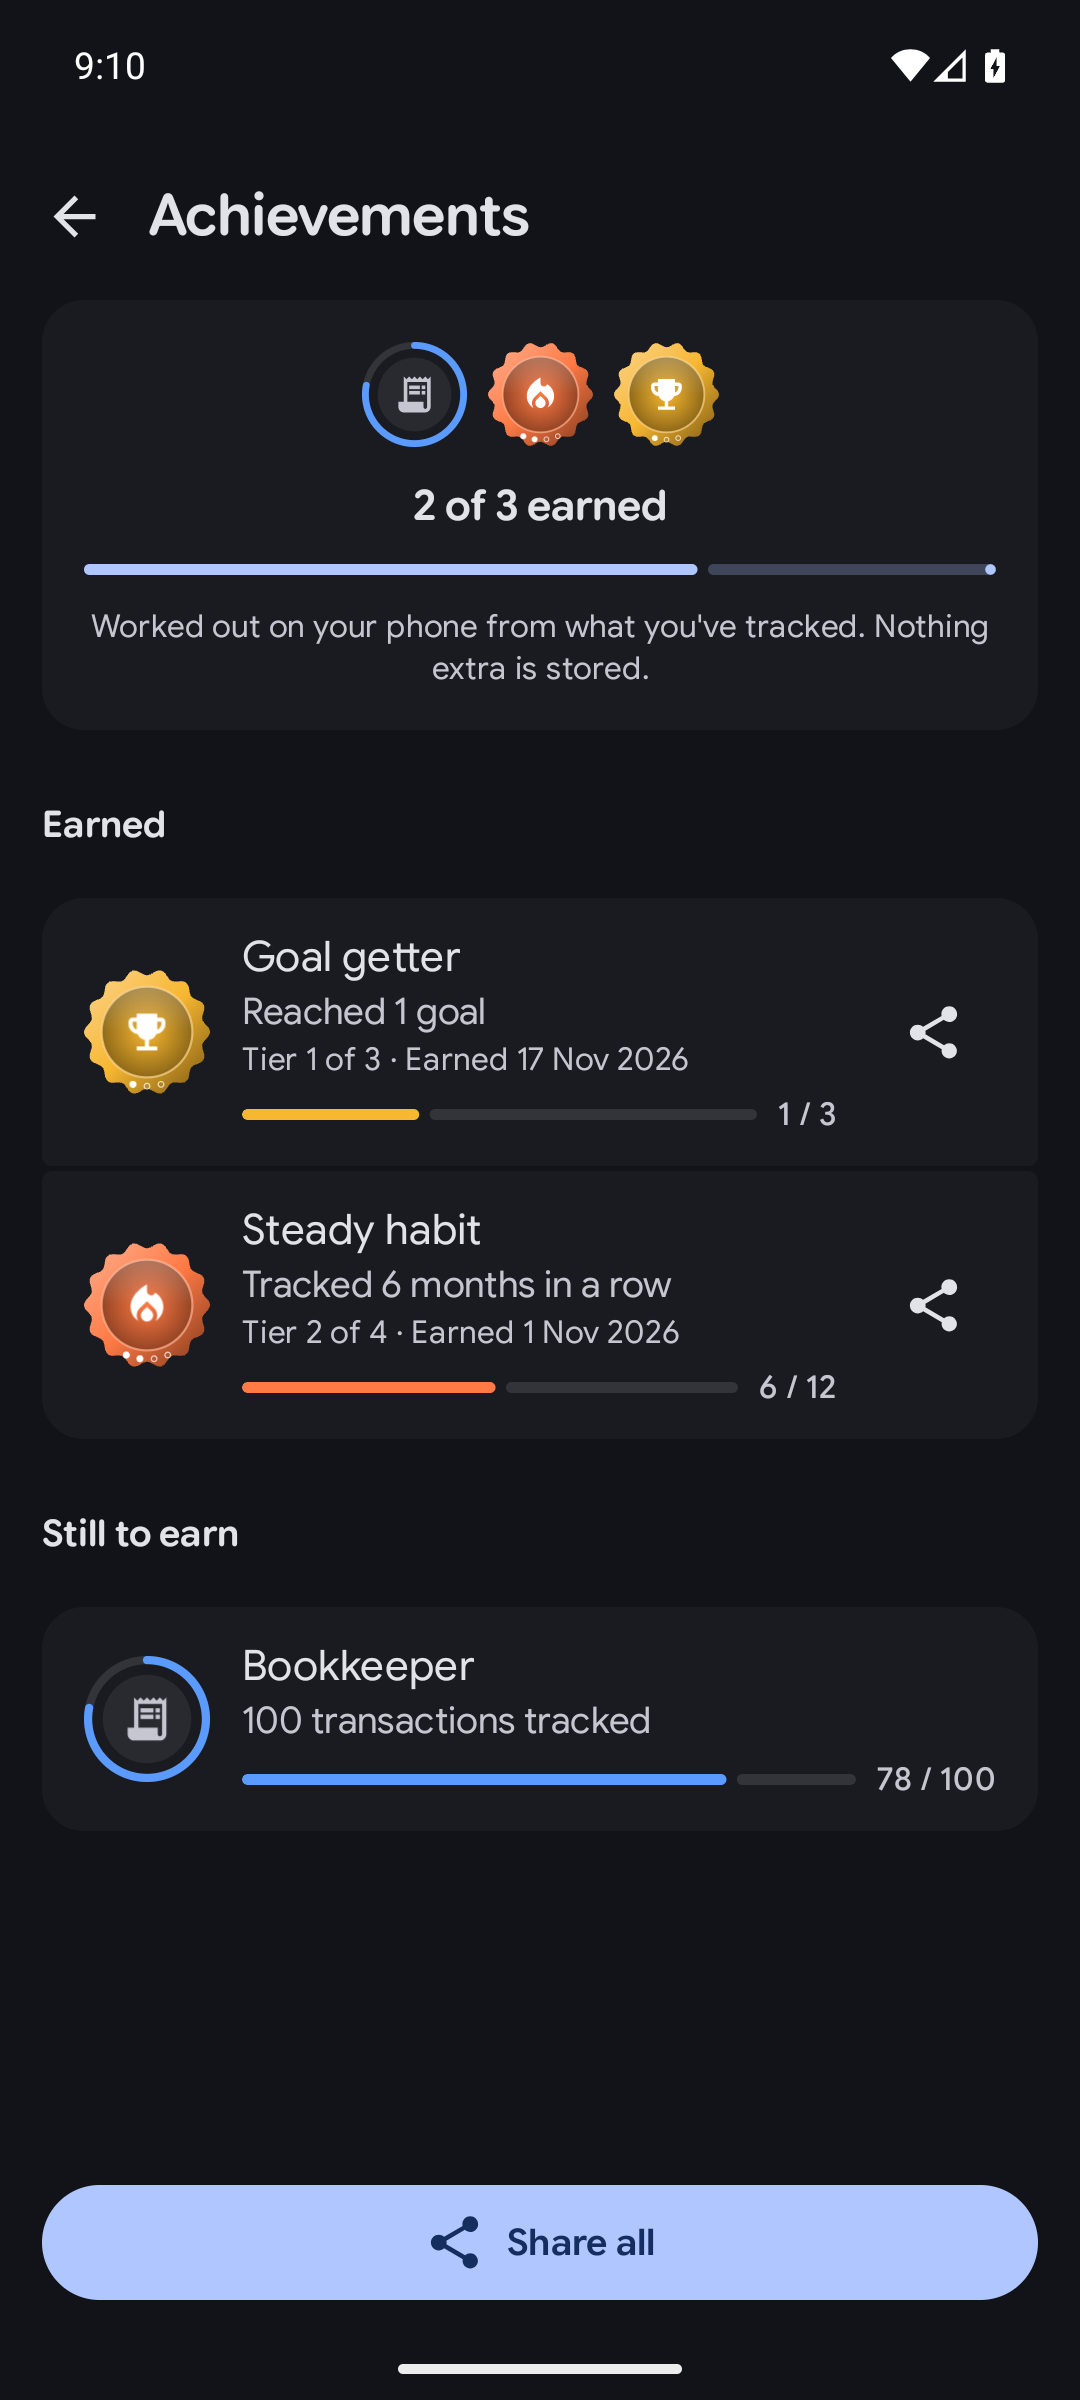 9:10
Achievements
2 of 3 earned
Worked out on your phone from what you've tracked. Nothing
extra is stored.
Earned
Goal getter
Reached 1 goal
Tier 1 of 3 · Earned 17 Nov 2026
1 / 3
Steady habit
Tracked 6 months in a row
Tier 2 of 4 · Earned 1 Nov 2026
6 / 12
Still to earn
Bookkeeper
100 transactions tracked
78 / 100
Share all